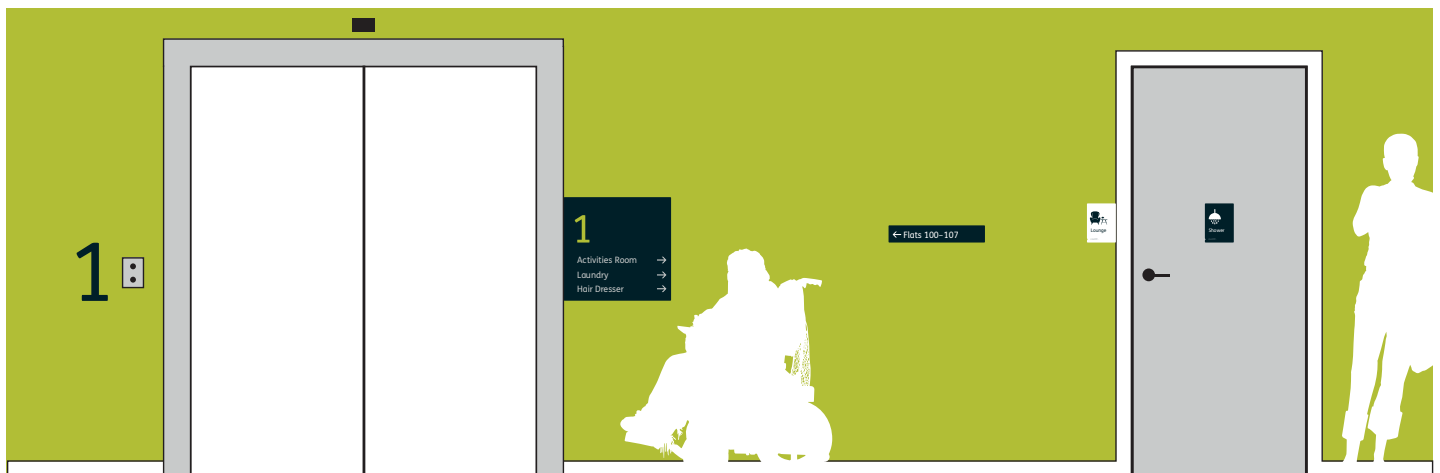 1
1
Activities Room →
Laundry →
Hair Dresser →
← Flats 100–107
Lounge
Shower